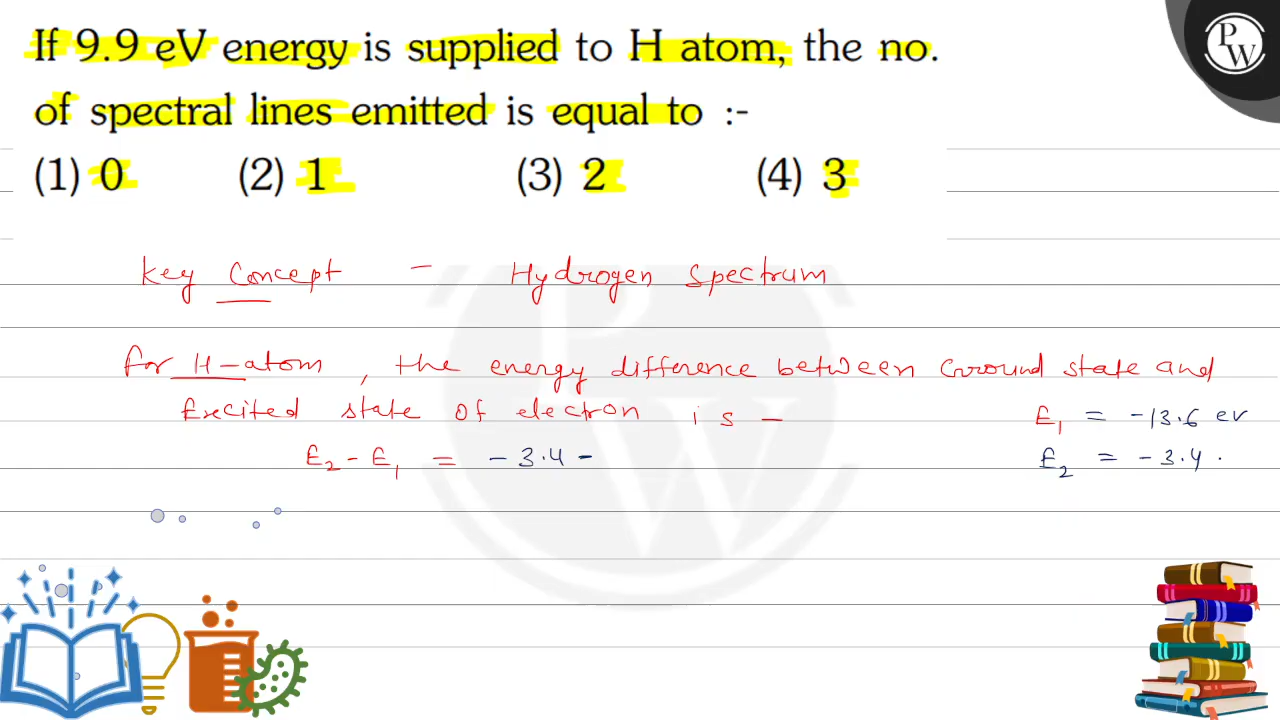 If 9.9 eV energy is supplied to H atom, the no.
of spectral lines emitted is equal to :-
(1) 0 (2) 1 (3) 2 (4) 3
PW
Key Concept – Hydrogen Spectrum
for H-atom, the energy difference between Ground state and
Excited state of electron is –
E₁ = -13.6 ev
E₂ - E₁ = -3.4 -
E₂ = -3.4